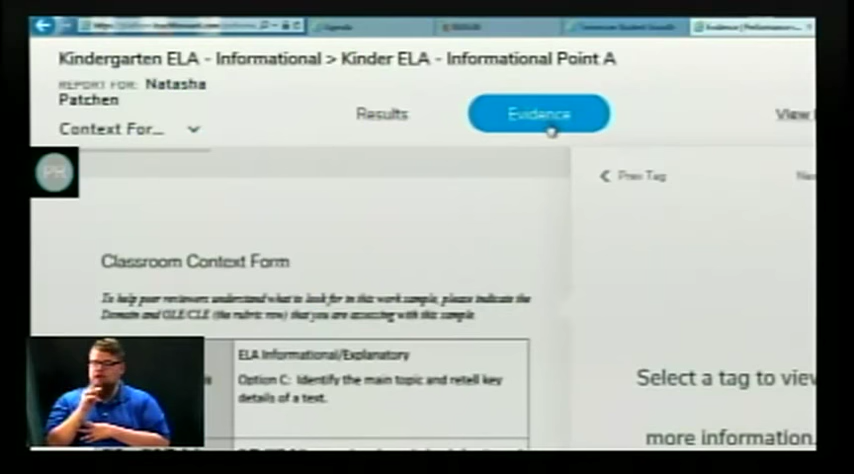 Kindergarten ELA - Informational > Kinder ELA - Informational Point A
REPORT FOR: Natasha
Patchen
Context For...
Results
Evidence
View
PR
Prev Tag
Classroom Context Form
To help peer reviewers understand what to look for in this work sample, please indicate the
Domain and GLE/CLE (the rubric row) that you are assessing with this sample.
ELA Informational/Explanatory
Option C: Identify the main topic and retell key
details of a text.
Select a tag to view
more information.